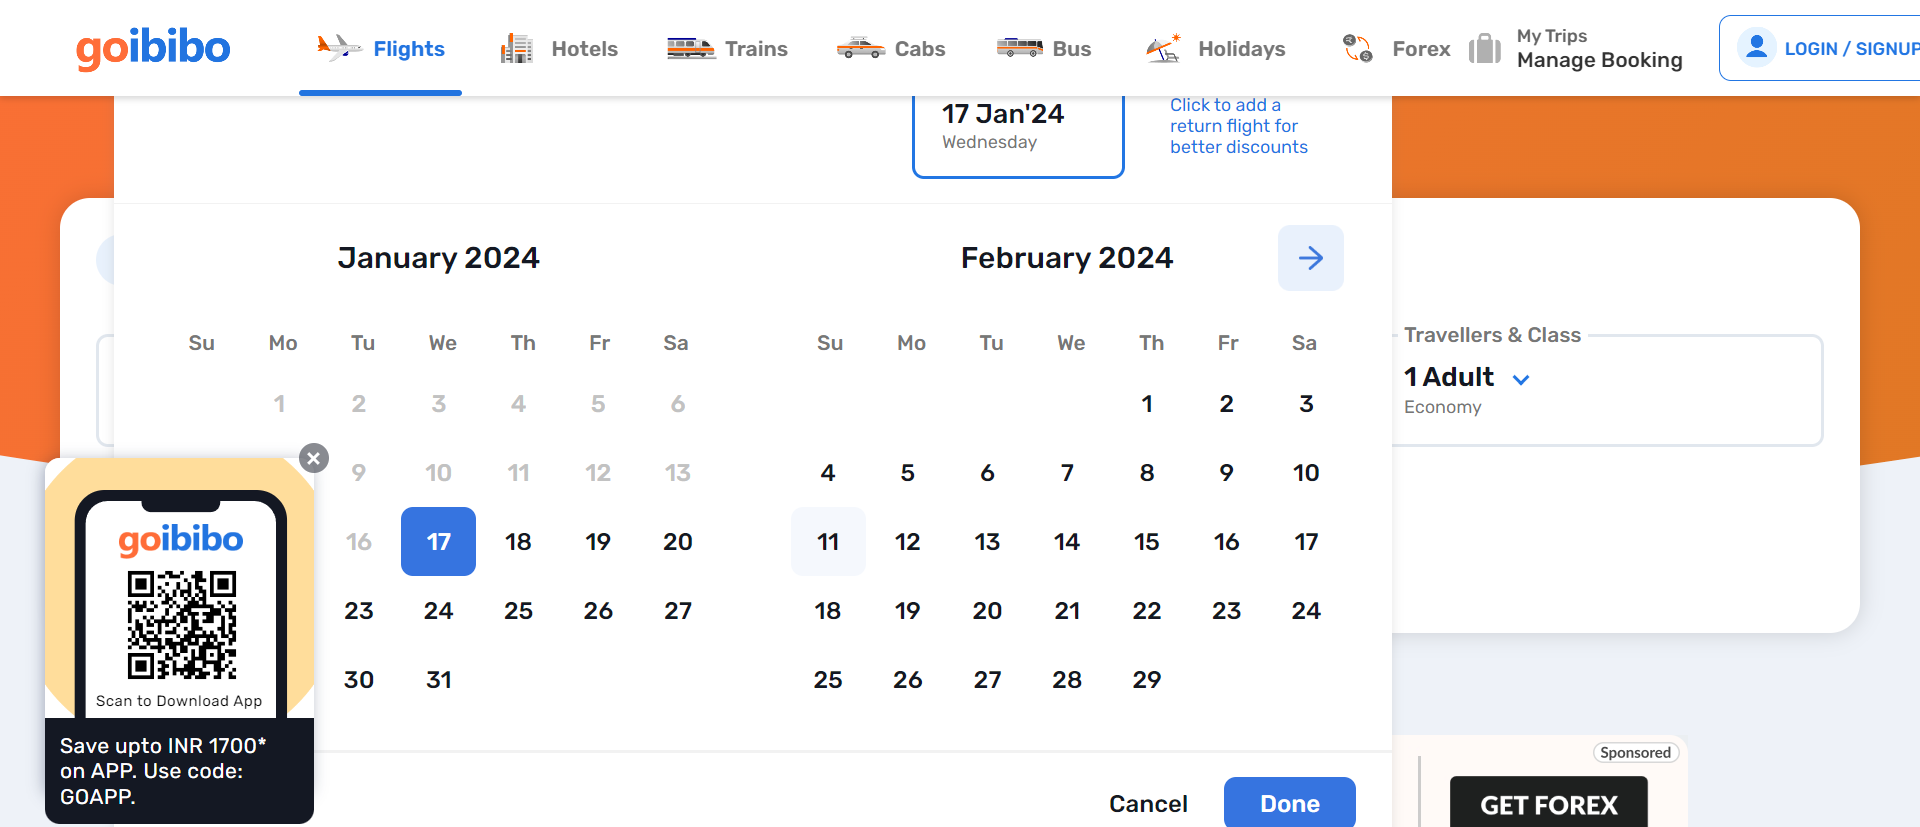 goibibo
Flights
Hotels
Trains
Cabs
Bus
Holidays
Forex
My Trips
Manage Booking
LOGIN / SIGNUP
17 Jan'24
Wednesday
Click to add a
return flight for
better discounts
January 2024
February 2024
Su Mo Tu We Th Fr Sa
1 2 3 4 5 6
9 10 11 12 13
16 17 18 19 20
23 24 25 26 27
30 31
Su Mo Tu We Th Fr Sa
1 2 3
4 5 6 7 8 9 10
11 12 13 14 15 16 17
18 19 20 21 22 23 24
25 26 27 28 29
Travellers & Class
1 Adult
Economy
goibibo
Scan to Download App
Save upto INR 1700*
on APP. Use code:
GOAPP.
Cancel
Done
Sponsored
GET FOREX